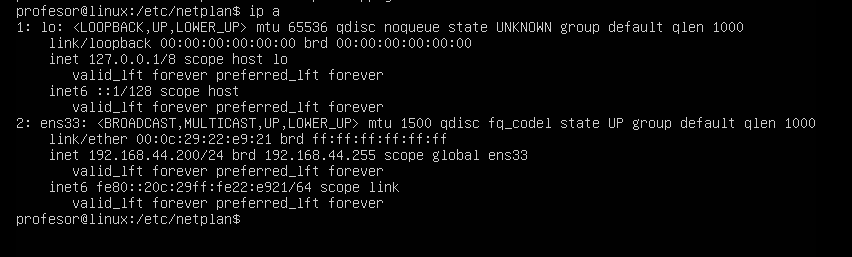 profesor@linux:/etc/netplan$ ip a
1: lo: <LOOPBACK,UP,LOWER_UP> mtu 65536 qdisc noqueue state UNKNOWN group default qlen 1000
    link/loopback 00:00:00:00:00:00 brd 00:00:00:00:00:00
    inet 127.0.0.1/8 scope host lo
       valid_lft forever preferred_lft forever
    inet6 ::1/128 scope host
       valid_lft forever preferred_lft forever
2: ens33: <BROADCAST,MULTICAST,UP,LOWER_UP> mtu 1500 qdisc fq_codel state UP group default qlen 1000
    link/ether 00:0c:29:22:e9:21 brd ff:ff:ff:ff:ff:ff
    inet 192.168.44.200/24 brd 192.168.44.255 scope global ens33
       valid_lft forever preferred_lft forever
    inet6 fe80::20c:29ff:fe22:e921/64 scope link
       valid_lft forever preferred_lft forever
profesor@linux:/etc/netplan$